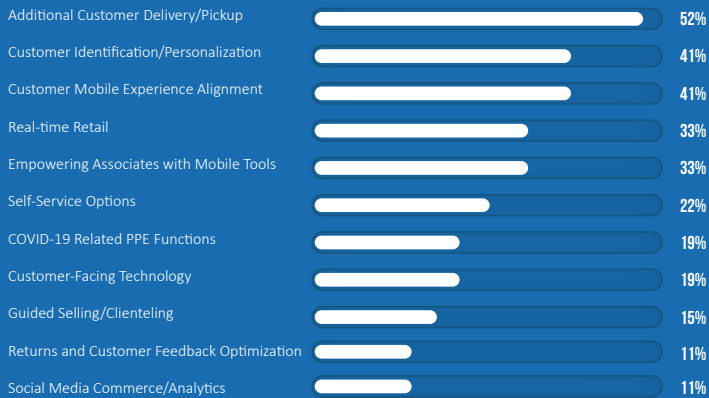 Additional Customer Delivery/Pickup 52%
Customer Identification/Personalization 41%
Customer Mobile Experience Alignment 41%
Real-time Retail 33%
Empowering Associates with Mobile Tools 33%
Self-Service Options 22%
COVID-19 Related PPE Functions 19%
Customer-Facing Technology 19%
Guided Selling/Clienteling 15%
Returns and Customer Feedback Optimization 11%
Social Media Commerce/Analytics 11%